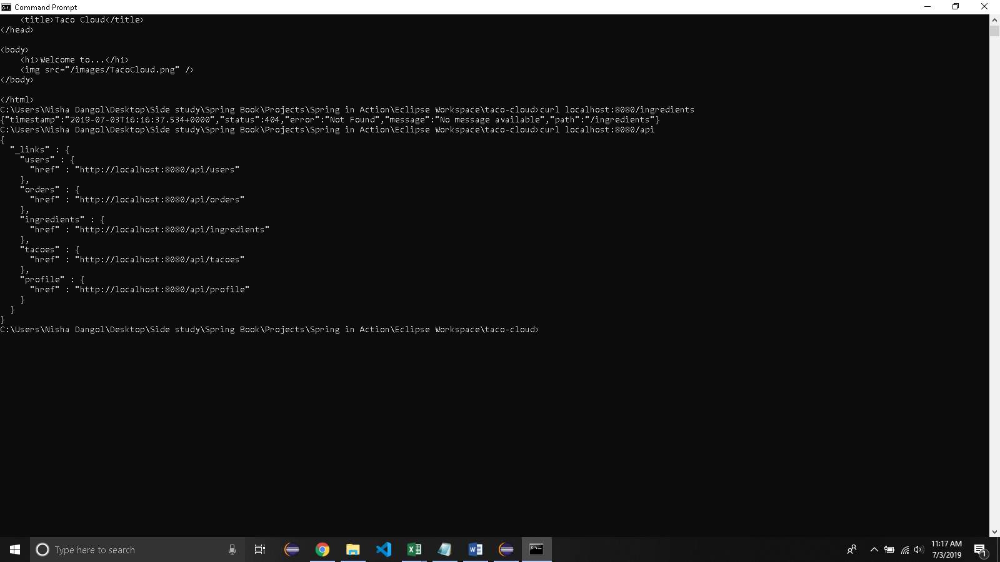 Command Prompt
    <title>Taco Cloud</title>
</head>

<body>
    <h1>Welcome to...</h1>
    <img src="/images/TacoCloud.png" />
</body>

</html>
C:\Users\Nisha Dangol\Desktop\Side study\Spring Book\Projects\Spring in Action\Eclipse Workspace\taco-cloud>curl localhost:8080/ingredients
{"timestamp":"2019-07-03T16:16:37.534+0000","status":404,"error":"Not Found","message":"No message available","path":"/ingredients"}
C:\Users\Nisha Dangol\Desktop\Side study\Spring Book\Projects\Spring in Action\Eclipse Workspace\taco-cloud>curl localhost:8080/api
{
  "_links" : {
    "users" : {
      "href" : "http://localhost:8080/api/users"
    },
    "orders" : {
      "href" : "http://localhost:8080/api/orders"
    },
    "ingredients" : {
      "href" : "http://localhost:8080/api/ingredients"
    },
    "tacoes" : {
      "href" : "http://localhost:8080/api/tacoes"
    },
    "profile" : {
      "href" : "http://localhost:8080/api/profile"
    }
  }
}
C:\Users\Nisha Dangol\Desktop\Side study\Spring Book\Projects\Spring in Action\Eclipse Workspace\taco-cloud>
Type here to search
11:17 AM
7/3/2019
1